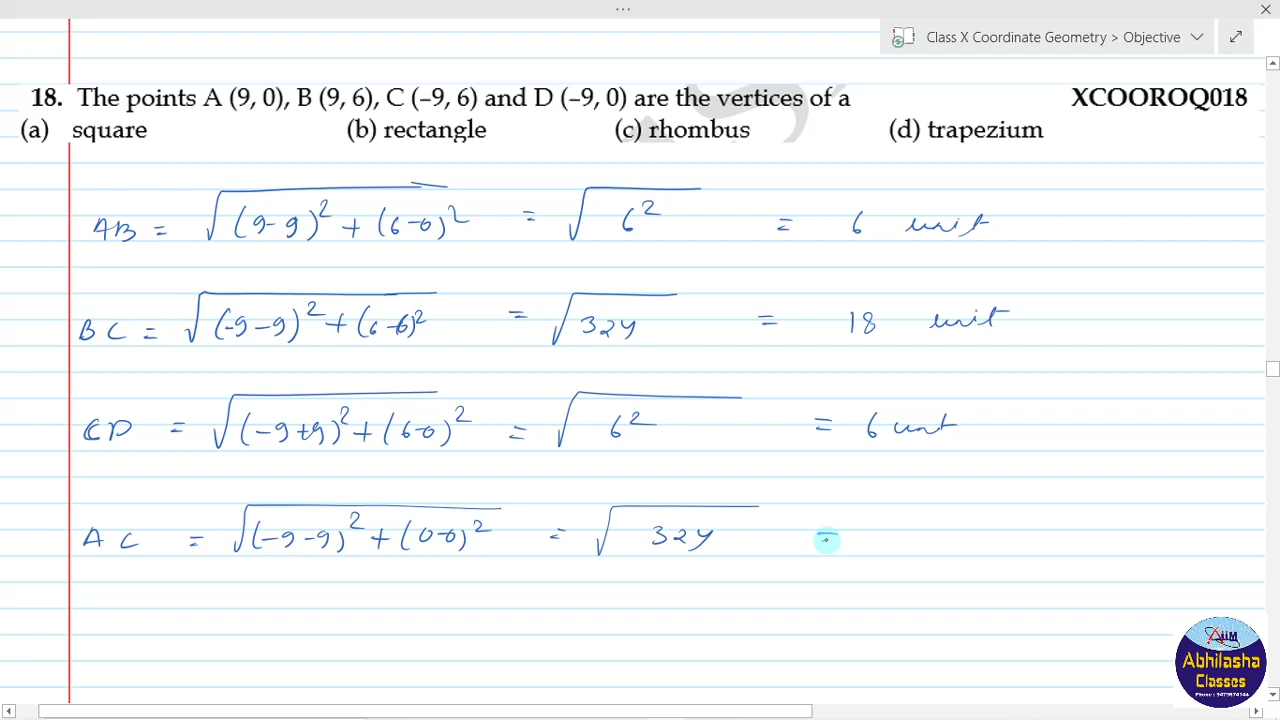 Class X Coordinate Geometry > Objective
18. The points A (9, 0), B (9, 6), C (–9, 6) and D (–9, 0) are the vertices of a XCOOROQ018
(a) square (b) rectangle (c) rhombus (d) trapezium
AB = √(9-9)² + (6-0)² = √6² = 6 unit
BC = √(-9-9)² + (6-6)² = √324 = 18 unit
CD = √(-9+9)² + (6-0)² = √6² = 6 unit
AC = √(-9-9)² + (0-0)² = √324 =
AIIM
Abhilasha
Classes